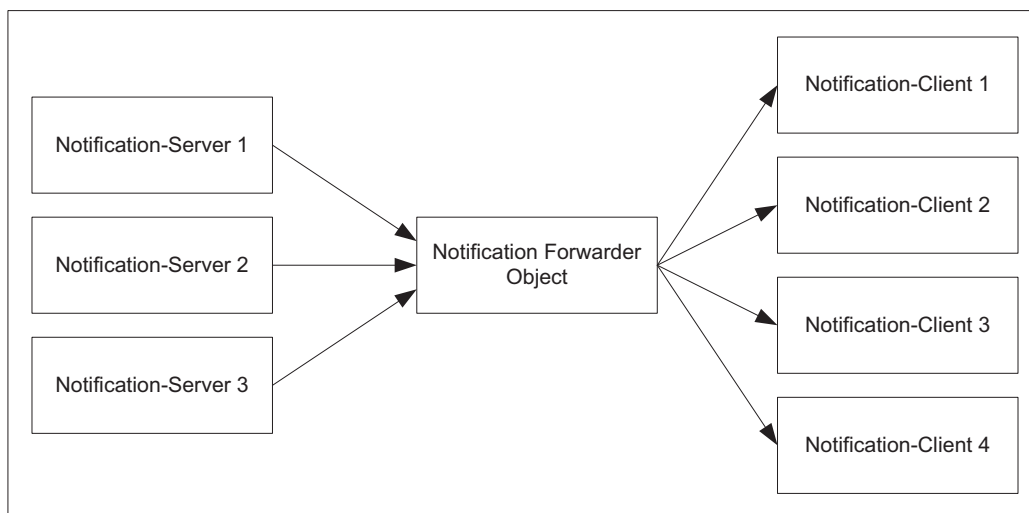 Notification-Server 1
Notification-Server 2
Notification-Server 3
Notification Forwarder
Object
Notification-Client 1
Notification-Client 2
Notification-Client 3
Notification-Client 4